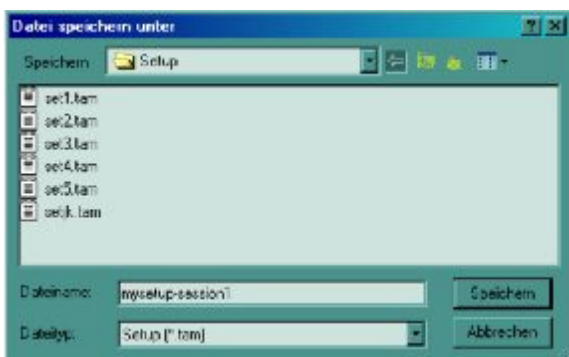 Datei speichern unter
Speichern
Setup
set1.tam
set2.tam
set3.tam
set4.tam
set5.tam
setjk.tam
Dateiname:
mysetup-session1
Speichern
Dateityp:
Setup (*.tam)
Abbrechen